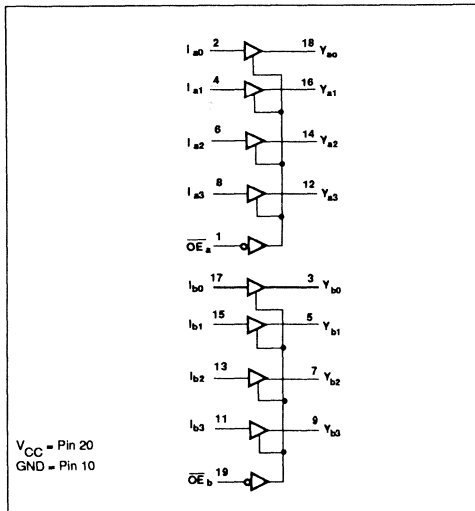 I a0 2 18 Y a0
I a1 4 16 Y a1
I a2 6 14 Y a2
I a3 8 12 Y a3
OE a 1
I b0 17 3 Y b0
I b1 15 5 Y b1
I b2 13 7 Y b2
I b3 11 9 Y b3
VCC = Pin 20
GND = Pin 10
OE b 19